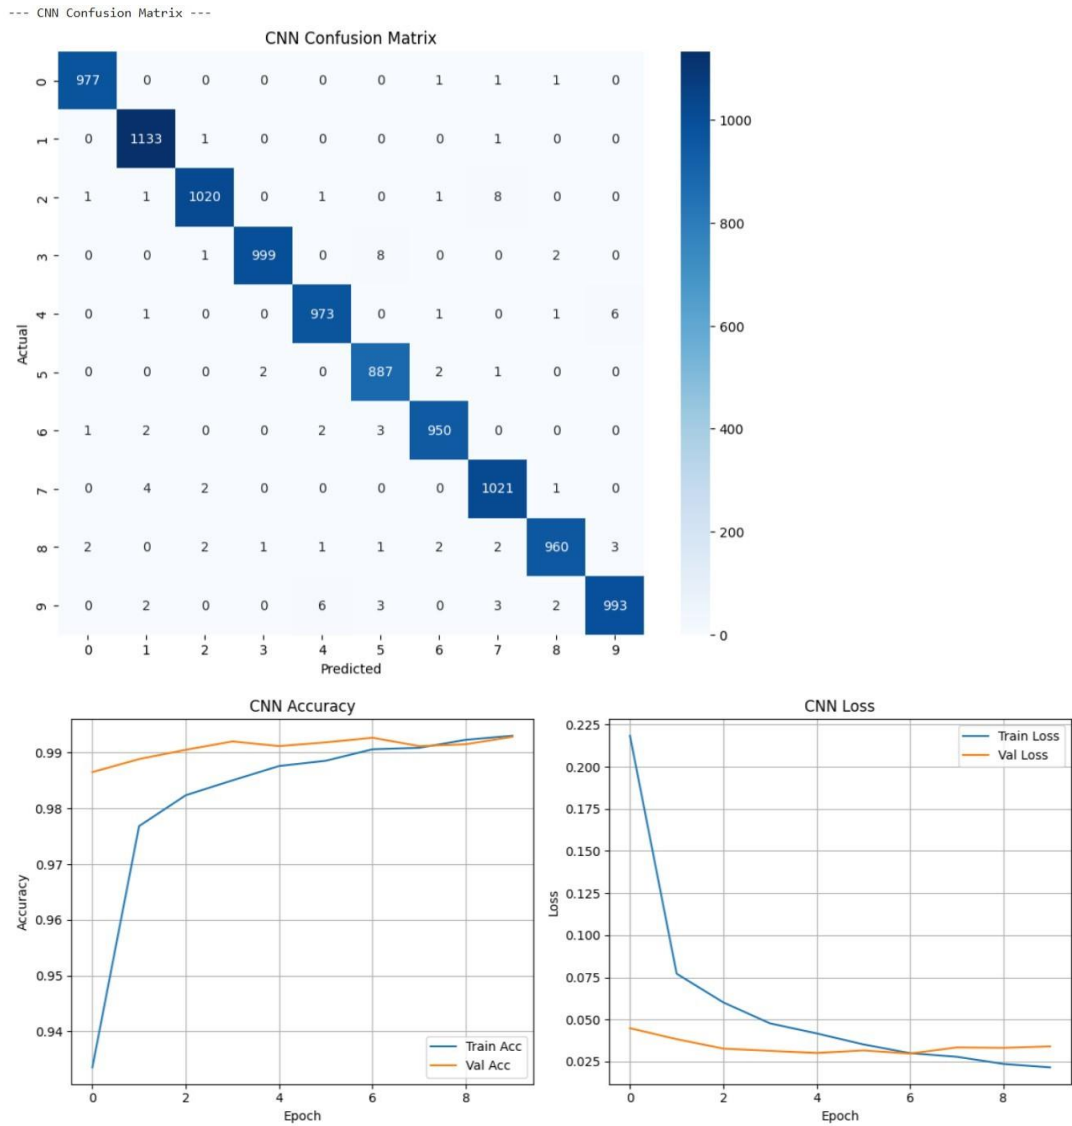 --- CNN Confusion Matrix ---
CNN Confusion Matrix
0 977 0 0 0 0 0 1 1 1 0
1 0 1133 1 0 0 0 0 1 0 0
2 1 1 1020 0 1 0 1 8 0 0
3 0 0 1 999 0 8 0 0 2 0
4 0 1 0 0 973 0 1 0 1 6
5 0 0 0 2 0 887 2 1 0 0
6 1 2 0 0 2 3 950 0 0 0
7 0 4 2 0 0 0 0 1021 1 0
8 2 0 2 1 1 1 2 2 960 3
9 0 2 0 0 6 3 0 3 2 993
Actual
0 1 2 3 4 5 6 7 8 9
Predicted
1000
800
600
400
200
0
CNN Accuracy
0.99
0.98
0.97
0.96
0.95
0.94
Accuracy
Train Acc
Val Acc
0 2 4 6 8
Epoch
CNN Loss
0.225
0.200
0.175
0.150
0.125
0.100
0.075
0.050
0.025
Loss
Train Loss
Val Loss
0 2 4 6 8
Epoch